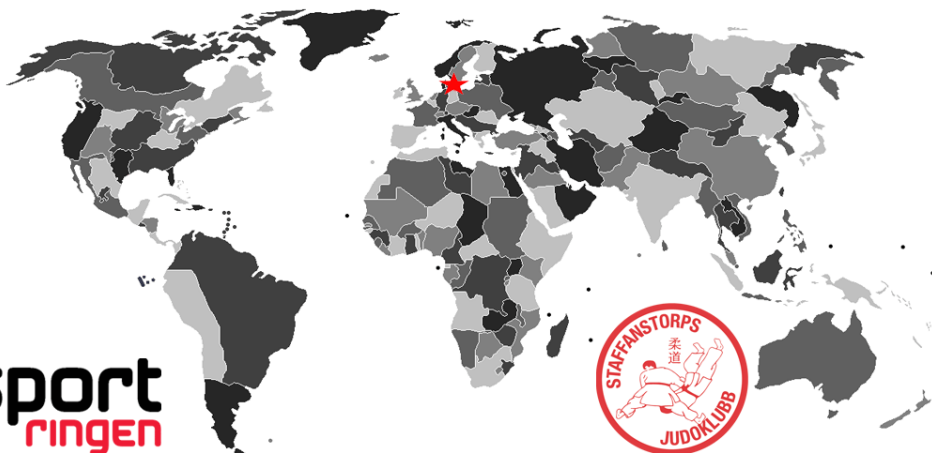 sport
ringen
STAFFANSTORPS
柔道
JUDOKLUBB